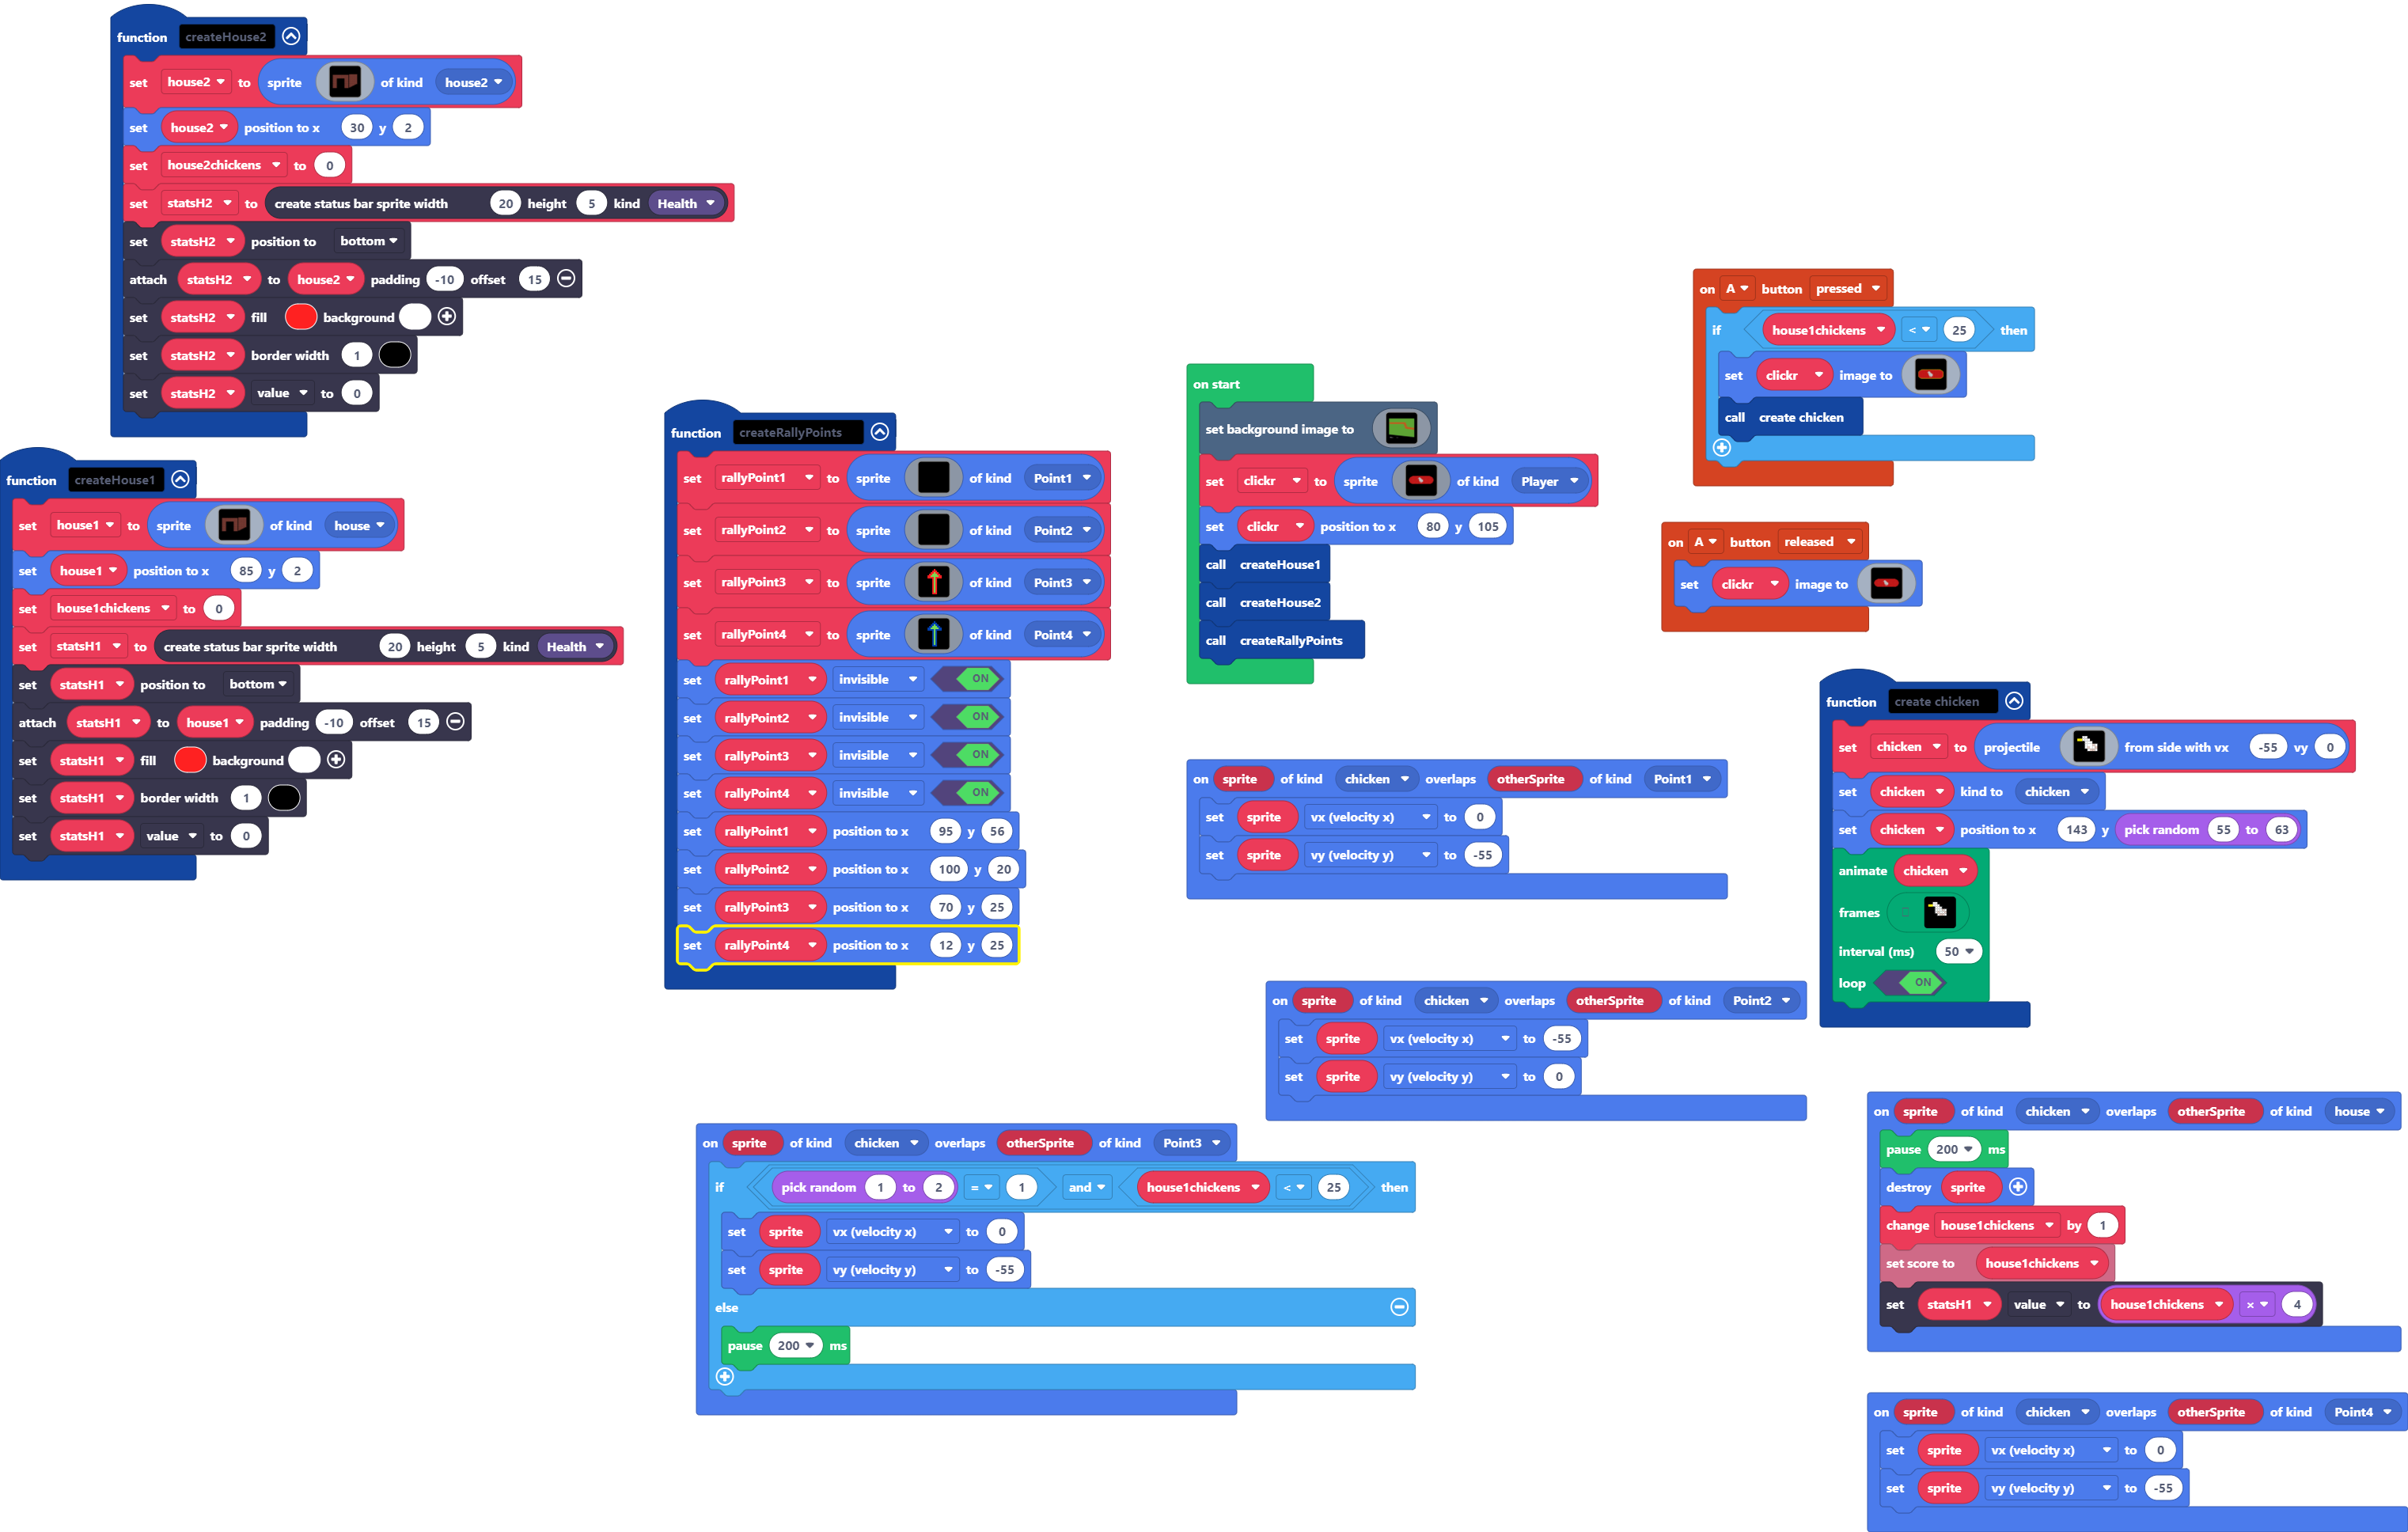 function createHouse2
set house2 to sprite of kind house2
set house2 position to x 30 y 2
set house2chickens to 0
set statsH2 to create status bar sprite width 20 height 5 kind Health
set statsH2 position to bottom
attach statsH2 to house2 padding -10 offset 15
set statsH2 fill background
set statsH2 border width 1
set statsH2 value to 0
function createHouse1
set house1 to sprite of kind house
set house1 position to x 85 y 2
set house1chickens to 0
set statsH1 to create status bar sprite width 20 height 5 kind Health
set statsH1 position to bottom
attach statsH1 to house1 padding -10 offset 15
set statsH1 fill background
set statsH1 border width 1
set statsH1 value to 0
function createRallyPoints
set rallyPoint1 to sprite of kind Point1
set rallyPoint2 to sprite of kind Point2
set rallyPoint3 to sprite of kind Point3
set rallyPoint4 to sprite of kind Point4
set rallyPoint1 invisible ON
set rallyPoint2 invisible ON
set rallyPoint3 invisible ON
set rallyPoint4 invisible ON
set rallyPoint1 position to x 95 y 56
set rallyPoint2 position to x 100 y 20
set rallyPoint3 position to x 70 y 25
set rallyPoint4 position to x 12 y 25
on start
set background image to
set clickr to sprite of kind Player
set clickr position to x 80 y 105
call createHouse1
call createHouse2
call createRallyPoints
on A button pressed
if house1chickens < 25 then
set clickr image to
call create chicken
on A button released
set clickr image to
function create chicken
set chicken to projectile from side with vx -55 vy 0
set chicken kind to chicken
set chicken position to x 143 y pick random 55 to 63
animate chicken
frames
interval (ms) 50
loop ON
on sprite of kind chicken overlaps otherSprite of kind Point1
set sprite vx (velocity x) to 0
set sprite vy (velocity y) to -55
on sprite of kind chicken overlaps otherSprite of kind Point2
set sprite vx (velocity x) to -55
set sprite vy (velocity y) to 0
on sprite of kind chicken overlaps otherSprite of kind Point3
if pick random 1 to 2 = 1 and house1chickens < 25 then
set sprite vx (velocity x) to 0
set sprite vy (velocity y) to -55
else
pause 200 ms
on sprite of kind chicken overlaps otherSprite of kind house
pause 200 ms
destroy sprite
change house1chickens by 1
set score to house1chickens
set statsH1 value to house1chickens × 4
on sprite of kind chicken overlaps otherSprite of kind Point4
set sprite vx (velocity x) to 0
set sprite vy (velocity y) to -55